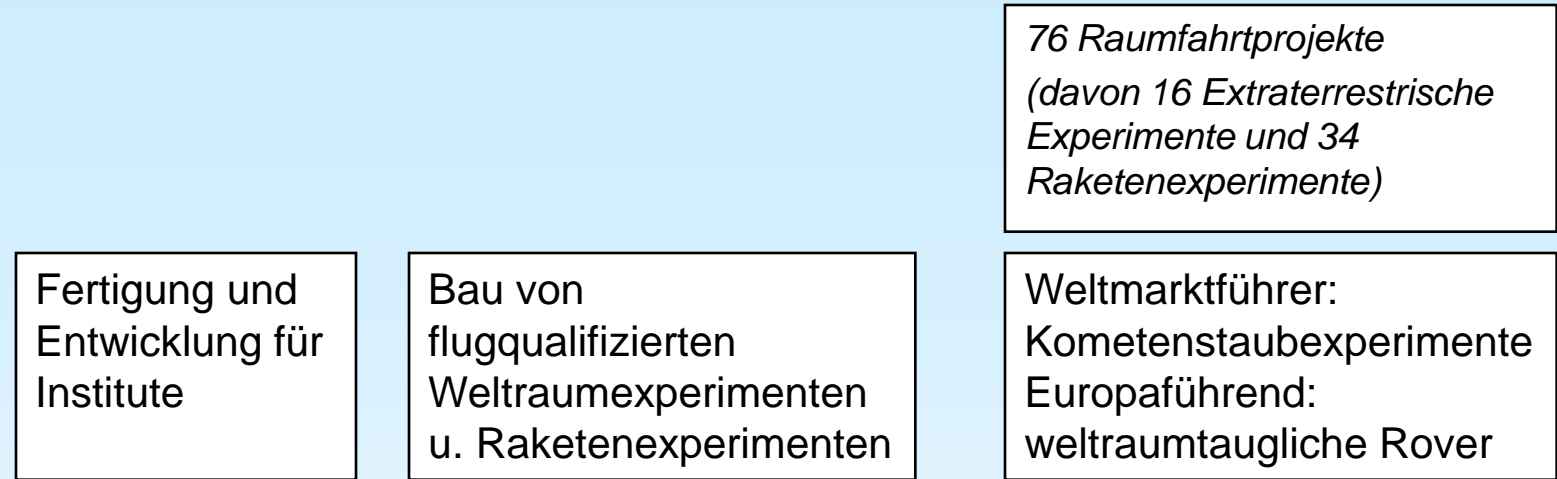 76 Raumfahrtprojekte
(davon 16 Extraterrestrische
Experimente und 34
Raketenexperimente)
Fertigung und
Entwicklung für
Institute
Bau von
flugqualifizierten
Weltraumexperimenten
u. Raketenexperimenten
Weltmarktführer:
Kometenstaubexperimente
Europaführend:
weltraumtaugliche Rover